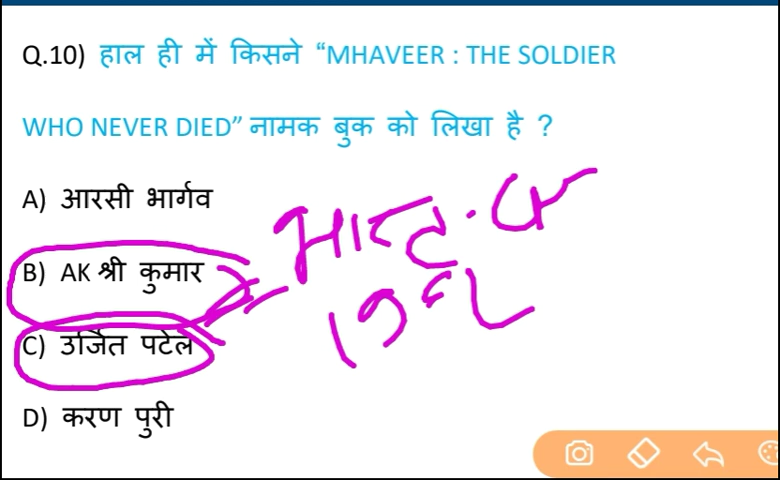 Q.10) हाल ही में किसने “MHAVEER : THE SOLDIER
WHO NEVER DIED” नामक बुक को लिखा है ?
A) आरसी भार्गव
B) AK श्री कुमार
C) उर्जित पटेल
D) करण पुरी